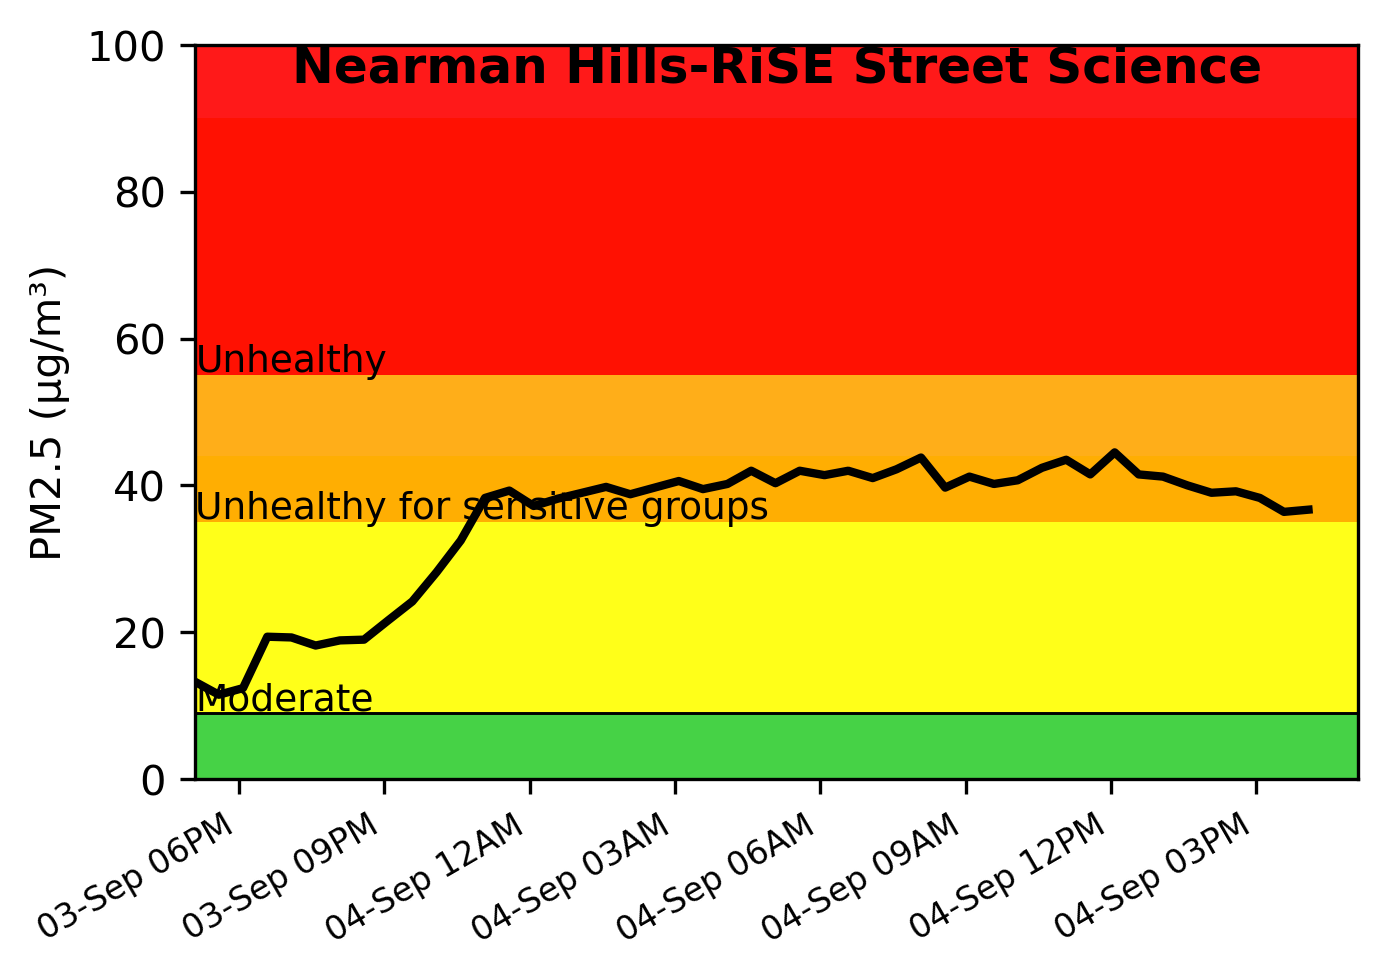 Nearman Hills-RiSE Street Science
PM2.5 (µg/m³)
100
80
60
40
20
0
Unhealthy
Unhealthy for sensitive groups
Moderate
03-Sep 06PM
03-Sep 09PM
04-Sep 12AM
04-Sep 03AM
04-Sep 06AM
04-Sep 09AM
04-Sep 12PM
04-Sep 03PM